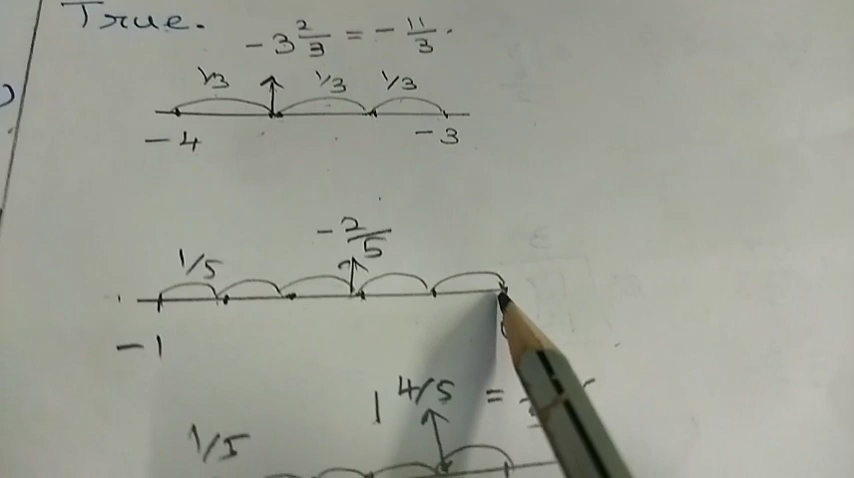 True.
-3 2/3 = - 11/3.
1/3 1/3 1/3
-4 -3
-2/5
1/5
-1
1 4/5 =
1/5